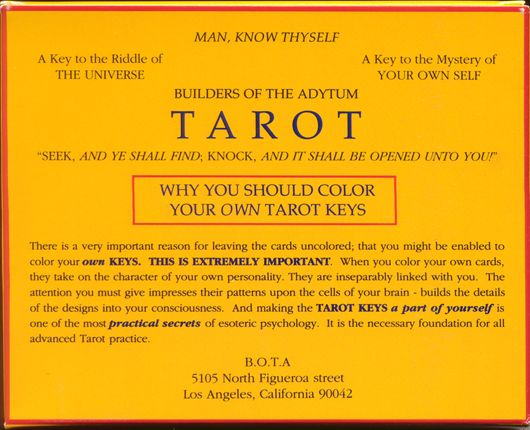 MAN, KNOW THYSELF
A Key to the Riddle of
THE UNIVERSE
A Key to the Mystery of
YOUR OWN SELF
BUILDERS OF THE ADYTUM
TAROT
“SEEK, AND YE SHALL FIND; KNOCK, AND IT SHALL BE OPENED UNTO YOU!”
WHY YOU SHOULD COLOR
YOUR OWN TAROT KEYS
There is a very important reason for leaving the cards uncolored; that you might be enabled to
color your own KEYS. THIS IS EXTREMELY IMPORTANT. When you color your own cards,
they take on the character of your own personality. They are inseparably linked with you. The
attention you must give impresses their patterns upon the cells of your brain - builds the details
of the designs into your consciousness. And making the TAROT KEYS a part of yourself is
one of the most practical secrets of esoteric psychology. It is the necessary foundation for all
advanced Tarot practice.
B.O.T.A
5105 North Figueroa street
Los Angeles, California 90042